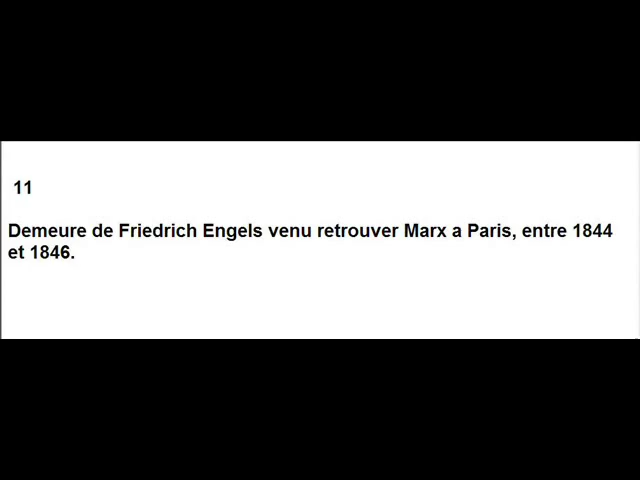 11
Demeure de Friedrich Engels venu retrouver Marx a Paris, entre 1844
et 1846.